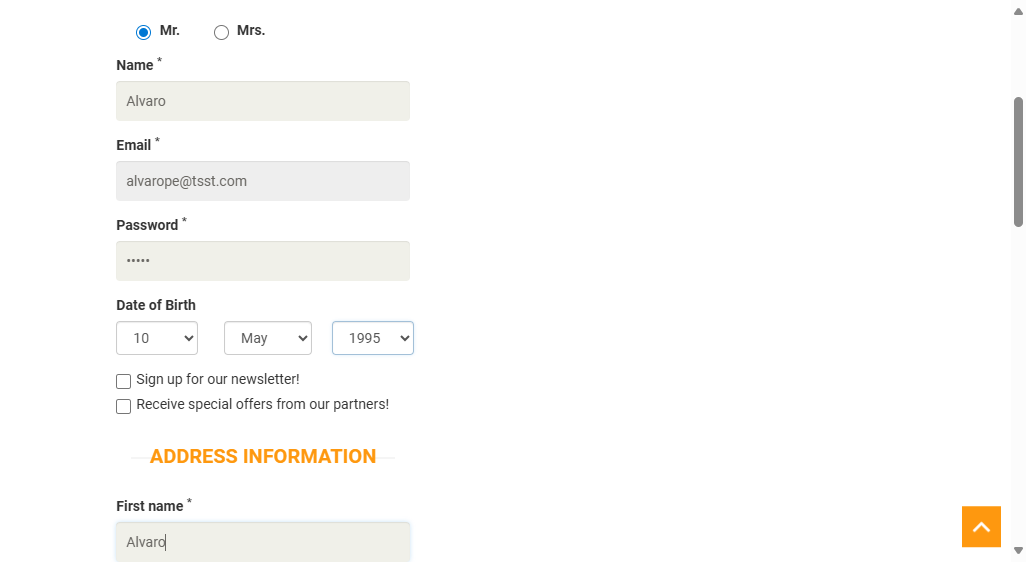 Mr. Mrs.
Name *
Alvaro
Email *
alvarope@tsst.com
Password *
•••••
Date of Birth
10 May 1995
Sign up for our newsletter!
Receive special offers from our partners!
ADDRESS INFORMATION
First name *
Alvaro